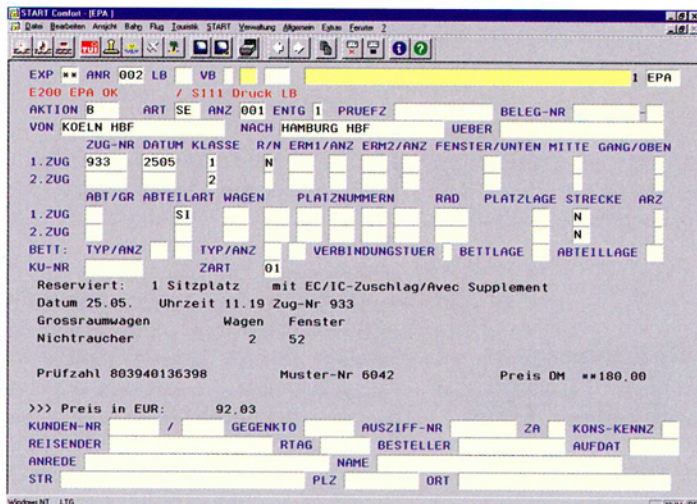 START Comfort - [EPA]
Datei Bearbeiten Ansicht Bahn Flug Touristik START Verwaltung Allgemein Extras Fenster ?
EXP ** ANR 002 LB VB 1 EPA
E200 EPA OK / S111 Druck LB
AKTION B ART SE ANZ 001 ENTG 1 PRUEFZ BELEG-NR -
VON KOELN HBF NACH HAMBURG HBF UEBER
ZUG-NR DATUM KLASSE R/N ERM1/ANZ ERM2/ANZ FENSTER/UNTEN MITTE GANG/OBEN
1.ZUG 933 2505 1 N
2.ZUG 2
ABT/GR ABTEILART WAGEN PLATZNUMMERN RAD PLATZLAGE STRECKE ARZ
1.ZUG SI N
2.ZUG N
BETT: TYP/ANZ TYP/ANZ VERBINDUNGSTUER BETTLAGE ABTEILLAGE
KU-NR ZART 01
Reserviert: 1 Sitzplatz mit EC/IC-Zuschlag/Avec Supplement
Datum 25.05. Uhrzeit 11.19 Zug-Nr 933
Grossraumwagen Wagen Fenster
Nichtraucher 2 52
Prüfzahl 803940136398 Muster-Nr 6042 Preis DM **180,00
>>> Preis in EUR: 92,03
KUNDEN-NR / GEGENKTO AUSZIFF-NR ZA KONS-KENNZ
REISENDER RTAG BESTELLER AUFDAT
ANREDE NAME
STR PLZ ORT
Windows NT LTG